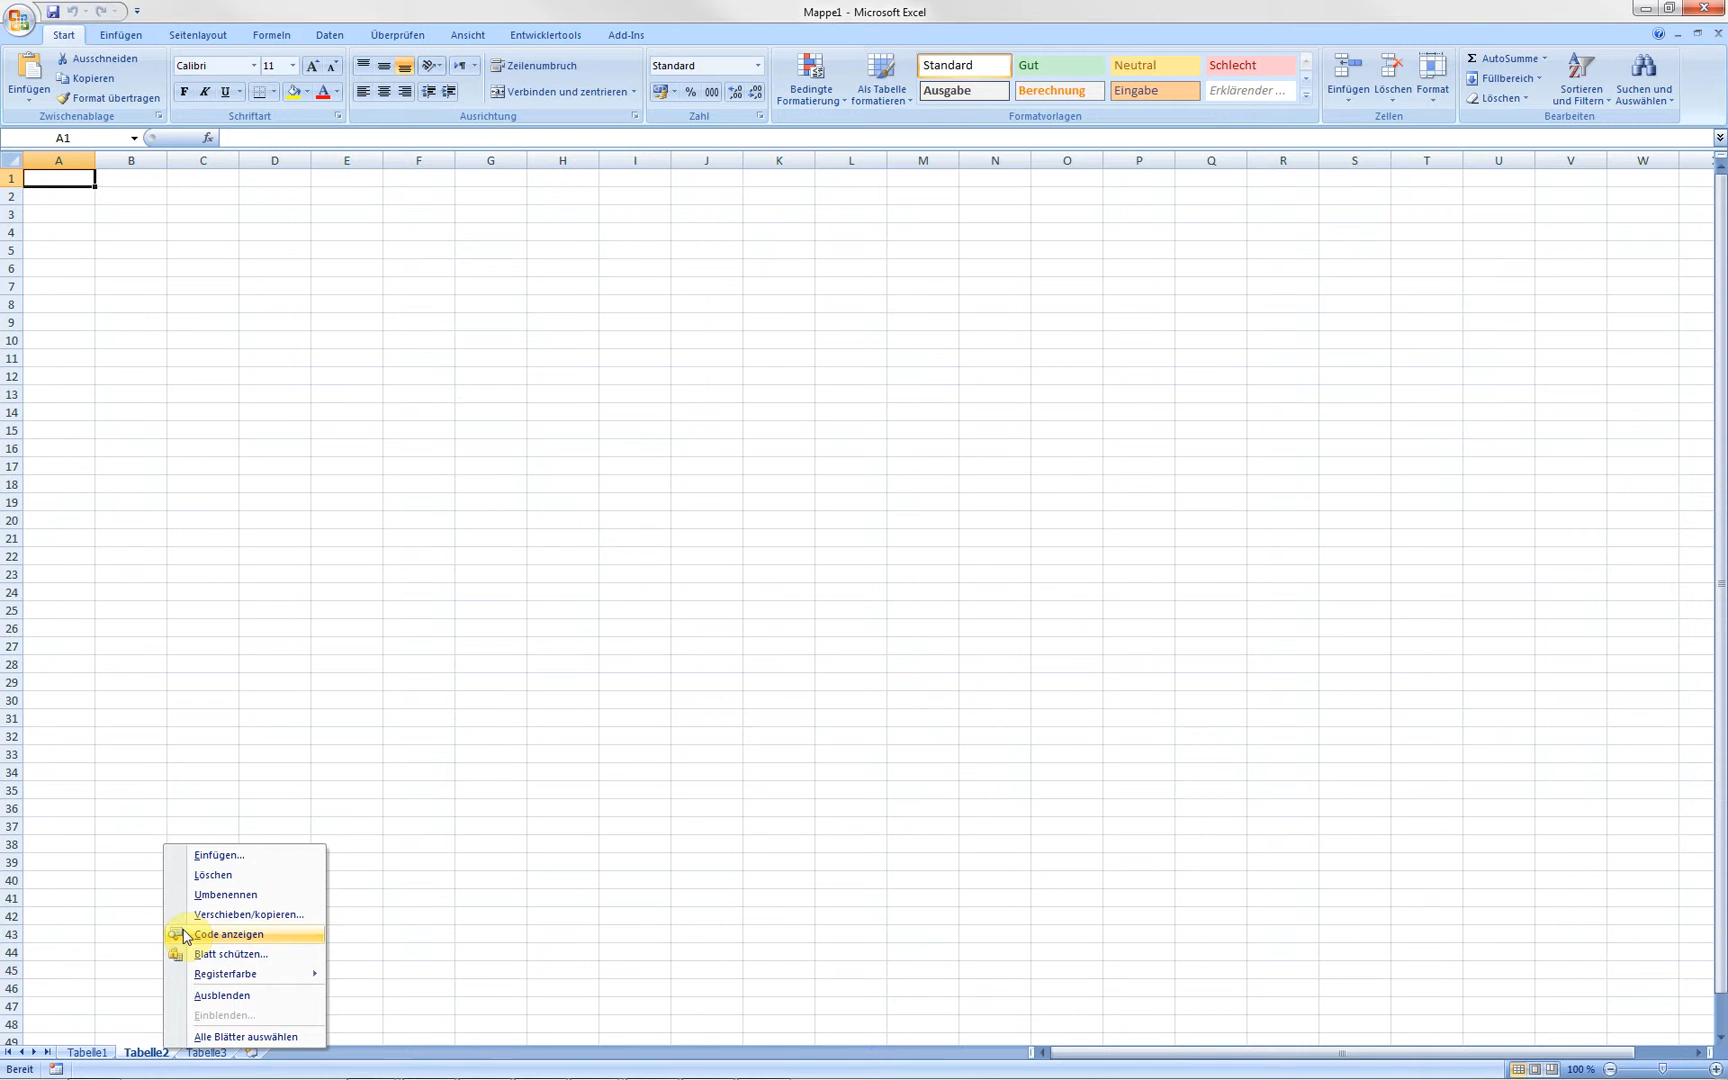 Mappe1 - Microsoft Excel
Start Einfügen Seitenlayout Formeln Daten Überprüfen Ansicht Entwicklertools Add-Ins
Einfügen
Ausschneiden
Kopieren
Format übertragen
Zwischenablage
Calibri 11
F K U
Schriftart
Zeilenumbruch
Verbinden und zentrieren
Ausrichtung
Standard
% 000
Zahl
Bedingte
Formatierung
Als Tabelle
formatieren
Standard Gut Neutral Schlecht
Ausgabe Berechnung Eingabe Erklärender ...
Formatvorlagen
Einfügen Löschen Format
Zellen
AutoSumme
Füllbereich
Löschen
Sortieren
und Filtern
Suchen und
Auswählen
Bearbeiten
A1
fx
A B C D E F G H I J K L M N O P Q R S T U V W
1
2
3
4
5
6
7
8
9
10
11
12
13
14
15
16
17
18
19
20
21
22
23
24
25
26
27
28
29
30
31
32
33
34
35
36
37
38
39
40
41
42
43
44
45
46
47
48
49
Einfügen...
Löschen
Umbenennen
Verschieben/kopieren...
Code anzeigen
Blatt schützen...
Registerfarbe
Ausblenden
Einblenden...
Alle Blätter auswählen
Tabelle1 Tabelle2 Tabelle3
Bereit
100 %